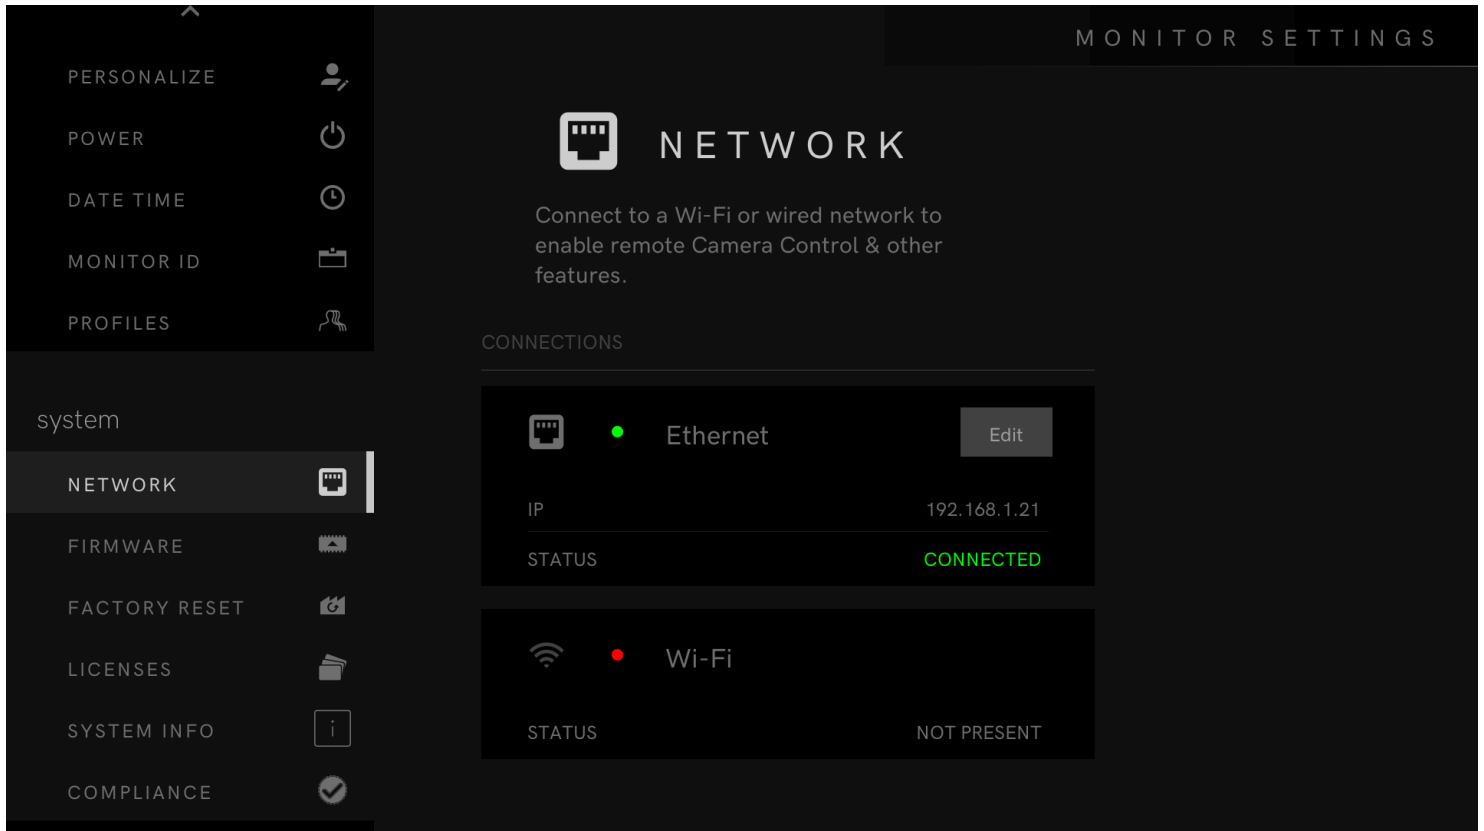 MONITOR SETTINGS
PERSONALIZE
POWER
DATE TIME
MONITOR ID
PROFILES
system
NETWORK
FIRMWARE
FACTORY RESET
LICENSES
SYSTEM INFO
i
COMPLIANCE
NETWORK
Connect to a Wi-Fi or wired network to
enable remote Camera Control & other
features.
CONNECTIONS
Ethernet
Edit
IP 192.168.1.21
STATUS CONNECTED
Wi-Fi
STATUS NOT PRESENT